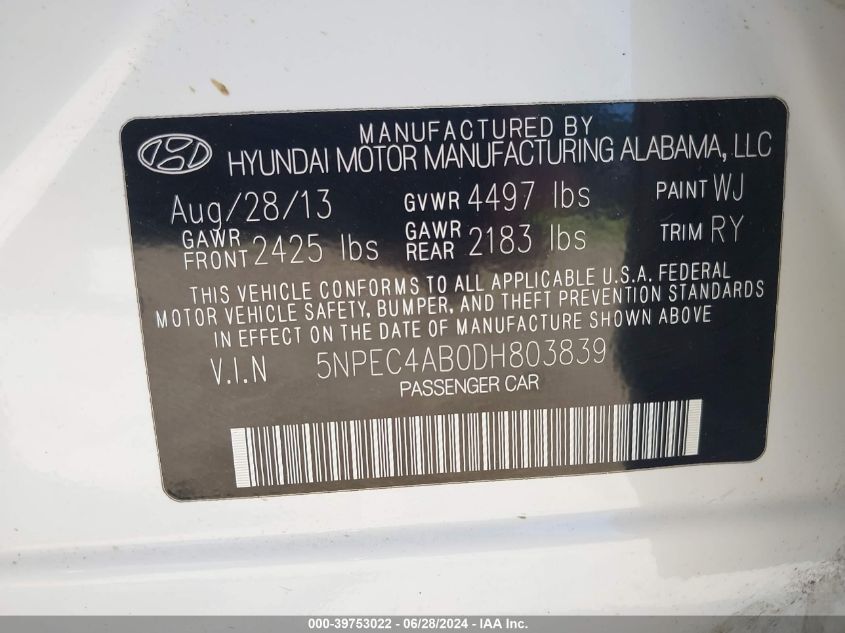 MANUFACTURED BY
HYUNDAI MOTOR MANUFACTURING ALABAMA, LLC
Aug/28/13 GVWR 4497 lbs PAINT WJ
GAWR FRONT 2425 lbs GAWR REAR 2183 lbs TRIM RY
THIS VEHICLE CONFORMS TO ALL APPLICABLE U.S.A. FEDERAL
MOTOR VEHICLE SAFETY, BUMPER, AND THEFT PREVENTION STANDARDS
IN EFFECT ON THE DATE OF MANUFACTURE SHOWN ABOVE
V.I.N 5NPEC4AB0DH803839
PASSENGER CAR
000-39753022 - 06/28/2024 - IAA Inc.